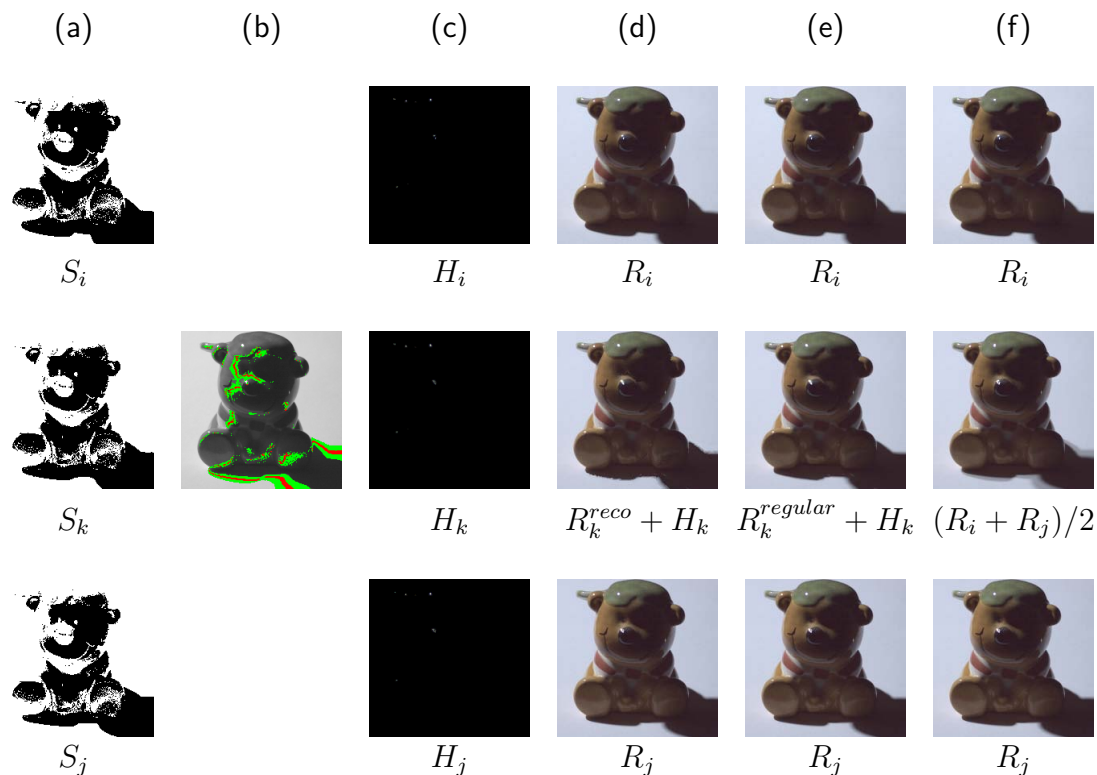 (a) (b) (c) (d) (e) (f)
S_i H_i R_i R_i R_i
S_k H_k R_k^{reco} + H_k R_k^{regular} + H_k (R_i + R_j)/2
S_j H_j R_j R_j R_j